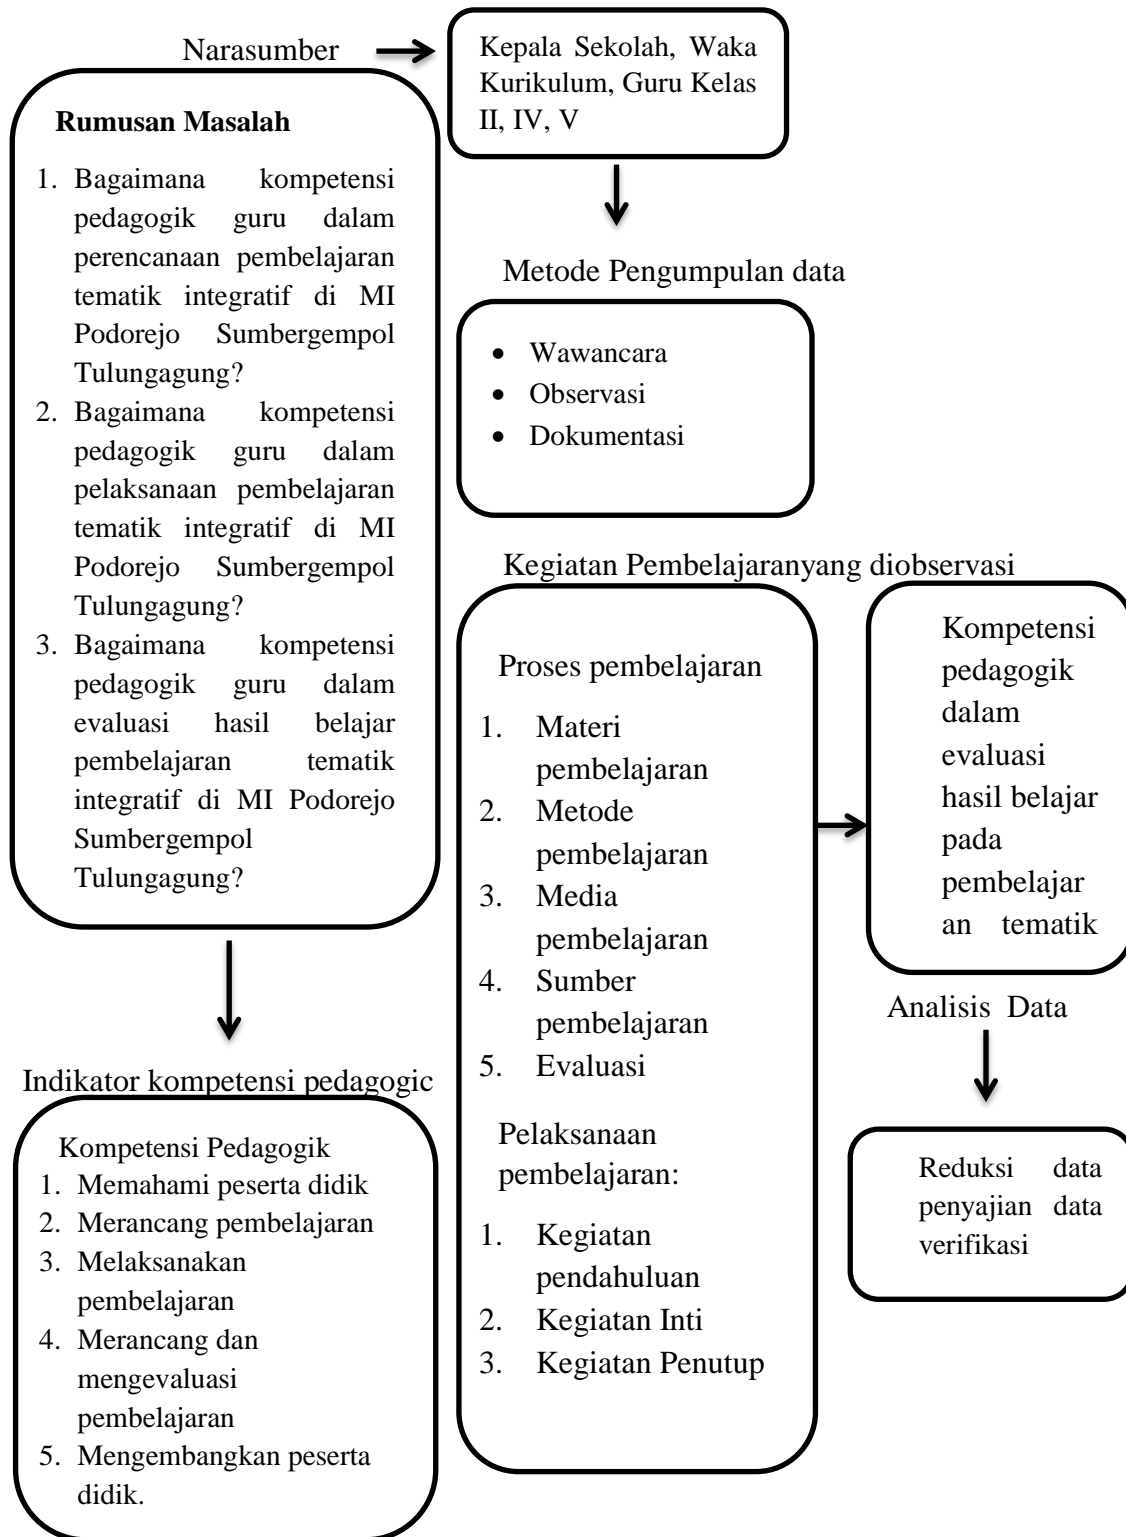 Narasumber
Kepala Sekolah, Waka
Kurikulum, Guru Kelas
II, IV, V
Rumusan Masalah
1. Bagaimana kompetensi
pedagogik guru dalam
perencanaan pembelajaran
tematik integratif di MI
Podorejo Sumbergempol
Tulungagung?
2. Bagaimana kompetensi
pedagogik guru dalam
pelaksanaan pembelajaran
tematik integratif di MI
Podorejo Sumbergempol
Tulungagung?
3. Bagaimana kompetensi
pedagogik guru dalam
evaluasi hasil belajar
pembelajaran tematik
integratif di MI Podorejo
Sumbergempol
Tulungagung?
Metode Pengumpulan data
• Wawancara
• Observasi
• Dokumentasi
Kegiatan Pembelajaranyang diobservasi
Proses pembelajaran
1. Materi
pembelajaran
2. Metode
pembelajaran
3. Media
pembelajaran
4. Sumber
pembelajaran
5. Evaluasi
Pelaksanaan
pembelajaran:
1. Kegiatan
pendahuluan
2. Kegiatan Inti
3. Kegiatan Penutup
Kompetensi
pedagogik
dalam
evaluasi
hasil belajar
pada
pembelajar
an tematik
Analisis Data
Reduksi data
penyajian data
verifikasi
Indikator kompetensi pedagogic
Kompetensi Pedagogik
1. Memahami peserta didik
2. Merancang pembelajaran
3. Melaksanakan
pembelajaran
4. Merancang dan
mengevaluasi
pembelajaran
5. Mengembangkan peserta
didik.